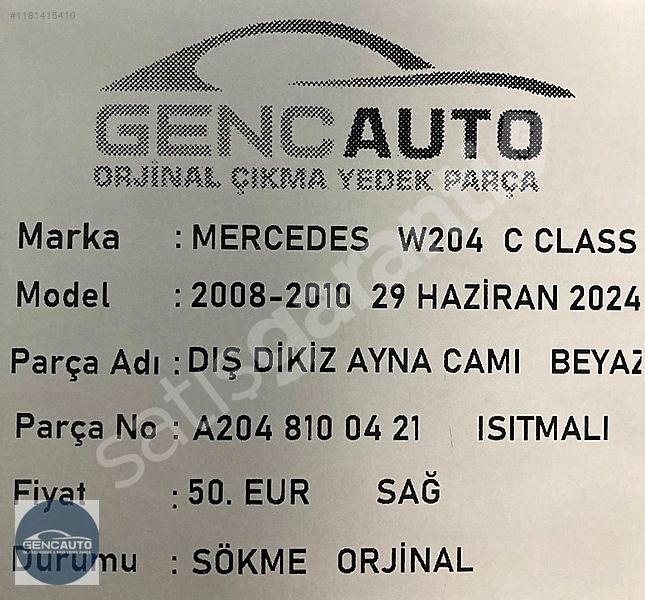 #1181415410
GENCAUTO
ORJİNAL ÇIKMA YEDEK PARÇA
Marka : MERCEDES W204 C CLASS
Model : 2008-2010 29 HAZİRAN 2024
Parça Adı : DIŞ DİKİZ AYNA CAMI BEYAZ
Parça No : A204 810 04 21 ISITMALI
Fiyat : 50. EUR SAĞ
Durumu : SÖKME ORJİNAL
satışgaranti
GENCAUTO